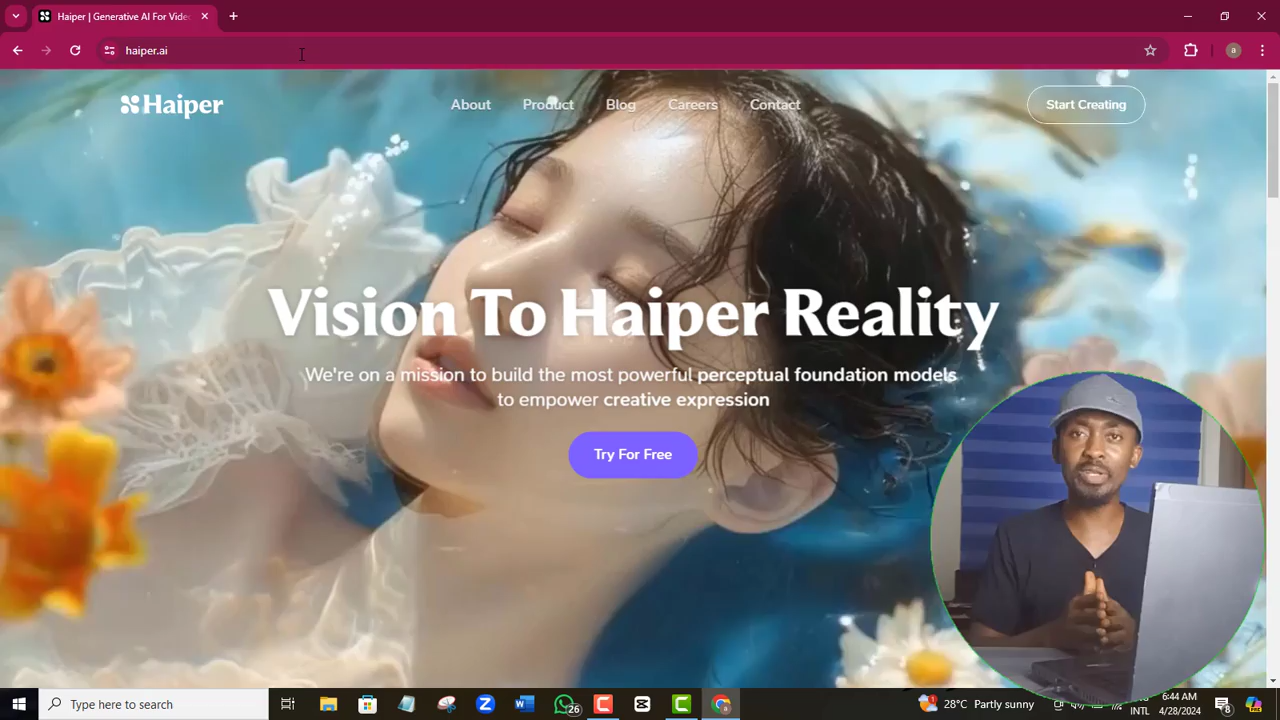 Haiper | Generative AI For Vide
haiper.ai
a
Haiper
About
Product
Blog
Careers
Contact
Start Creating
Vision To Haiper Reality
We're on a mission to build the most powerful perceptual foundation models
to empower creative expression
Try For Free
Type here to search
26
1
28°C Partly sunny
INTL
6:44 AM
4/28/2024
8